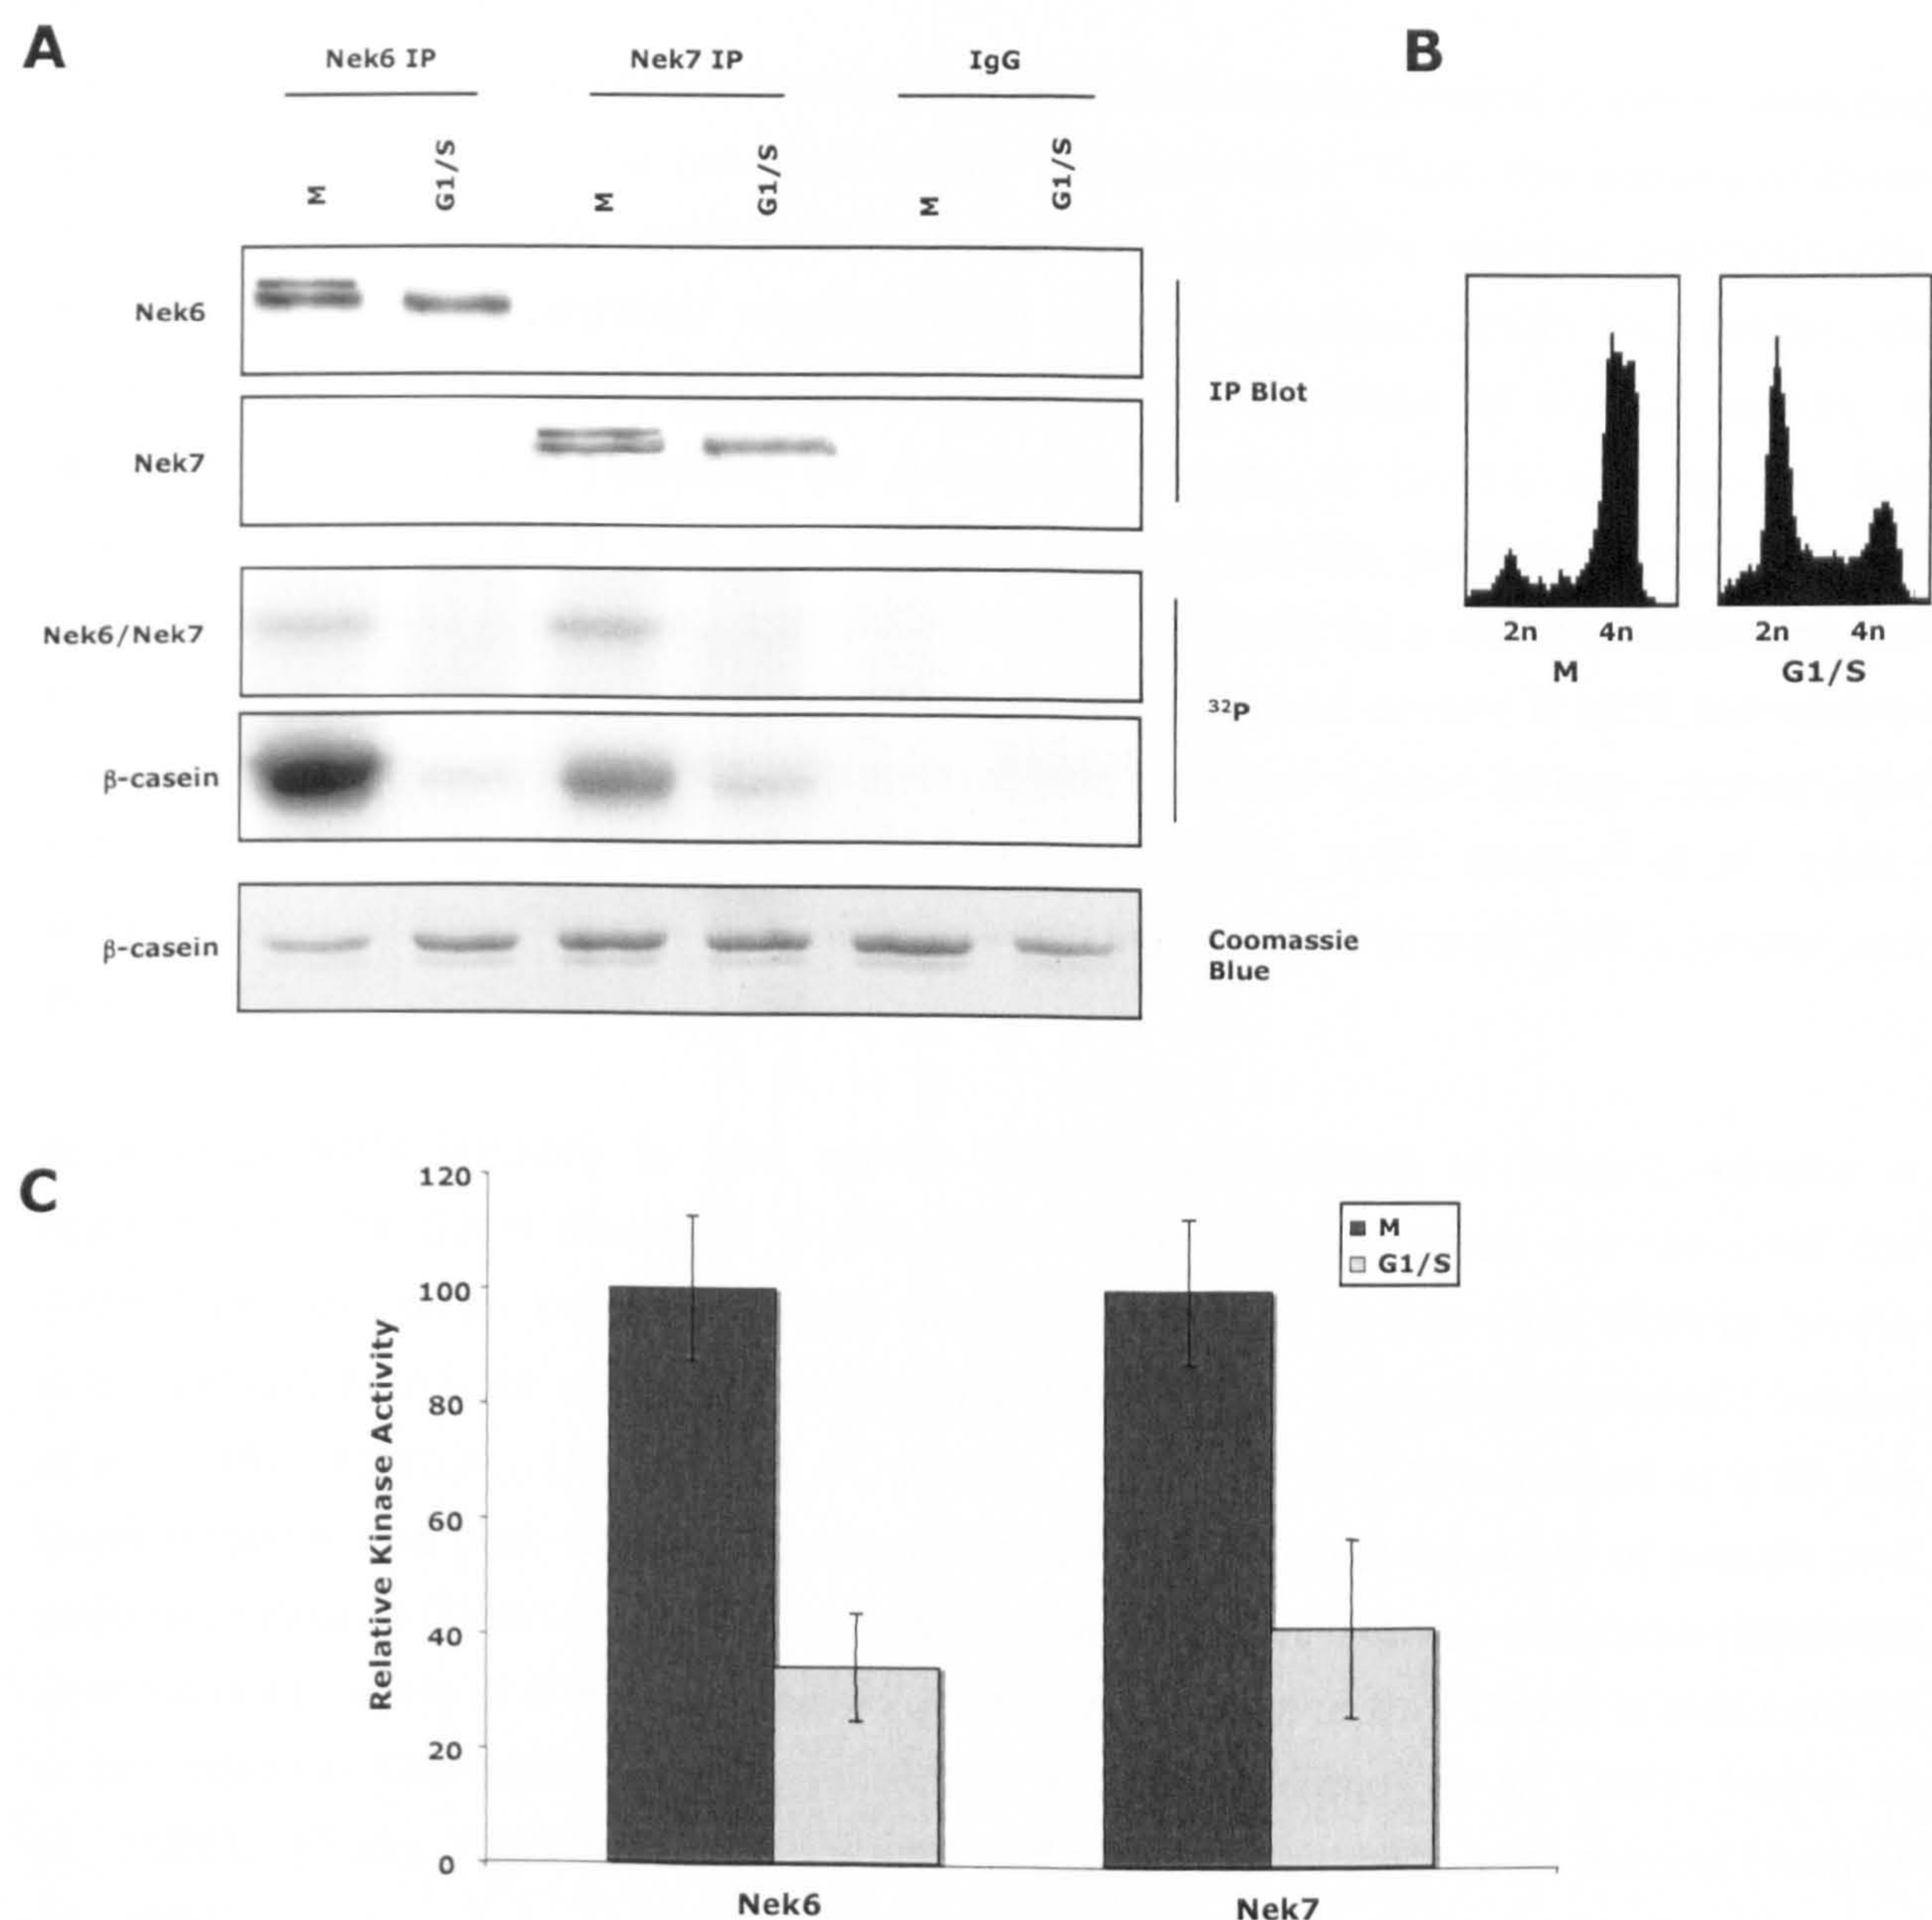 A
Nek6 IP
Nek7 IP
IgG
M
G1/S
M
G1/S
M
G1/S
Nek6
Nek7
IP Blot
Nek6/Nek7
β-casein
32P
β-casein
Coomassie
Blue
B
2n
4n
M
2n
4n
G1/S
C
Relative Kinase Activity
120
100
80
60
40
20
0
M
G1/S
Nek6
Nek7